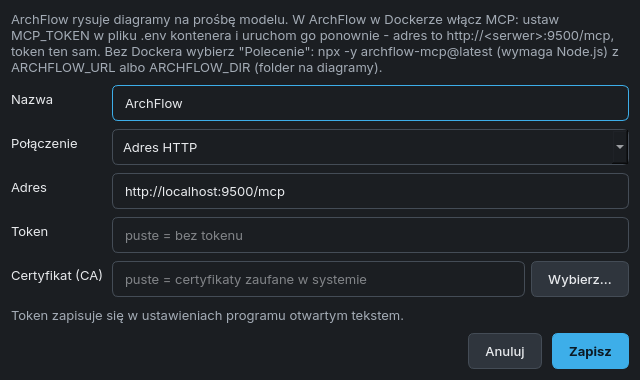 ArchFlow rysuje diagramy na prośbę modelu. W ArchFlow w Dockerze włącz MCP: ustaw
MCP_TOKEN w pliku .env kontenera i uruchom go ponownie - adres to http://<serwer>:9500/mcp,
token ten sam. Bez Dockera wybierz "Polecenie": npx -y archflow-mcp@latest (wymaga Node.js) z
ARCHFLOW_URL albo ARCHFLOW_DIR (folder na diagramy).
Nazwa
ArchFlow
Połączenie
Adres HTTP
Adres
http://localhost:9500/mcp
Token
puste = bez tokenu
Certyfikat (CA)
puste = certyfikaty zaufane w systemie
Wybierz...
Token zapisuje się w ustawieniach programu otwartym tekstem.
Anuluj
Zapisz